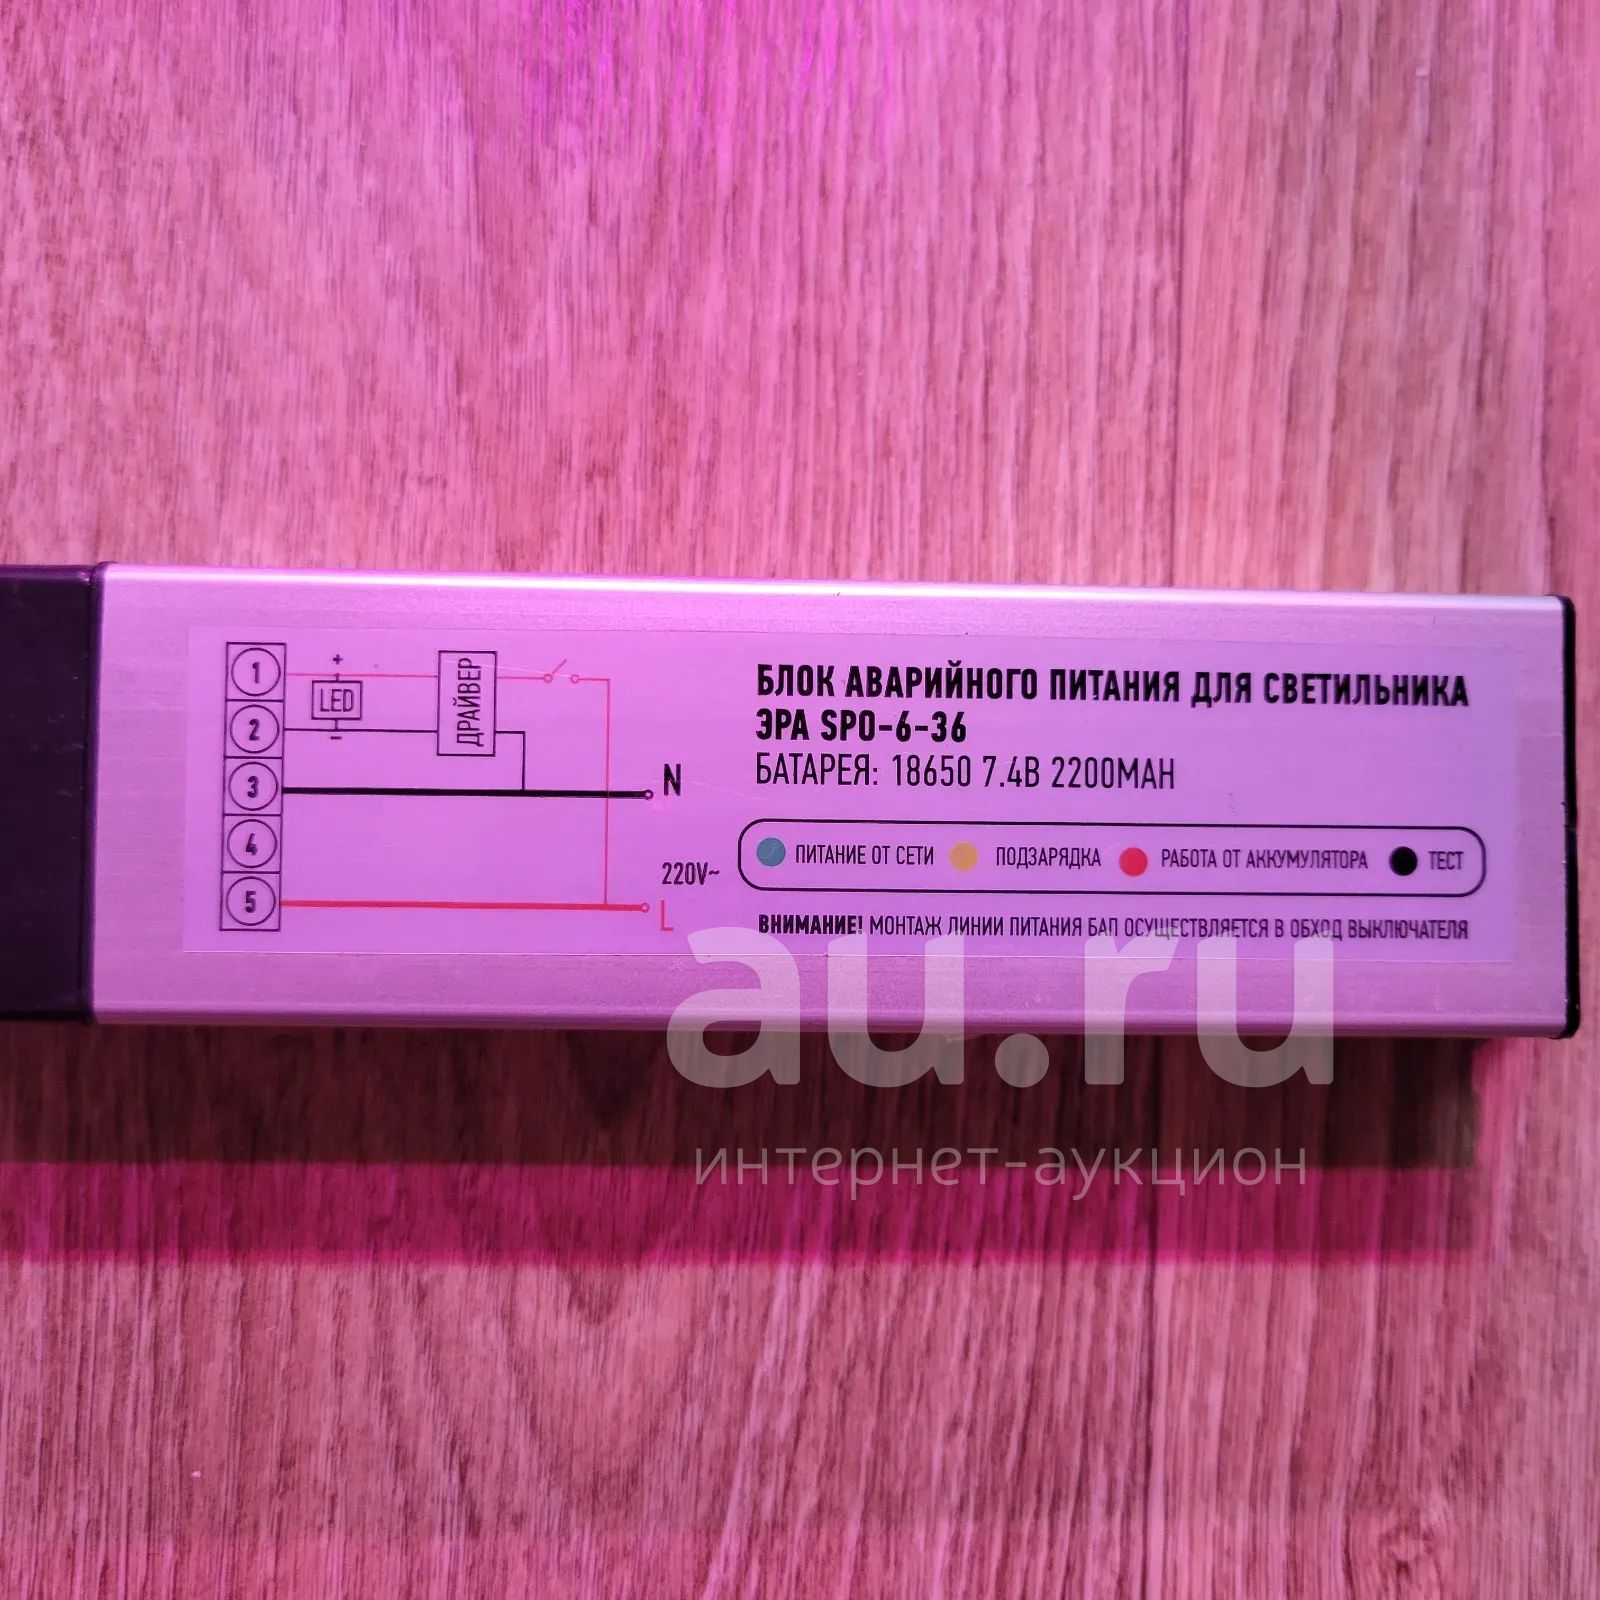 1
2
3
4
5
+
LED
−
ДРАЙВЕР
N
220V~
L
БЛОК АВАРИЙНОГО ПИТАНИЯ ДЛЯ СВЕТИЛЬНИКА
ЭРА SPO-6-36
БАТАРЕЯ: 18650 7.4В 2200МАН
ПИТАНИЕ ОТ СЕТИ ПОДЗАРЯДКА РАБОТА ОТ АККУМУЛЯТОРА ТЕСТ
ВНИМАНИЕ! МОНТАЖ ЛИНИИ ПИТАНИЯ БАП ОСУЩЕСТВЛЯЕТСЯ В ОБХОД ВЫКЛЮЧАТЕЛЯ
au.ru
интернет-аукцион